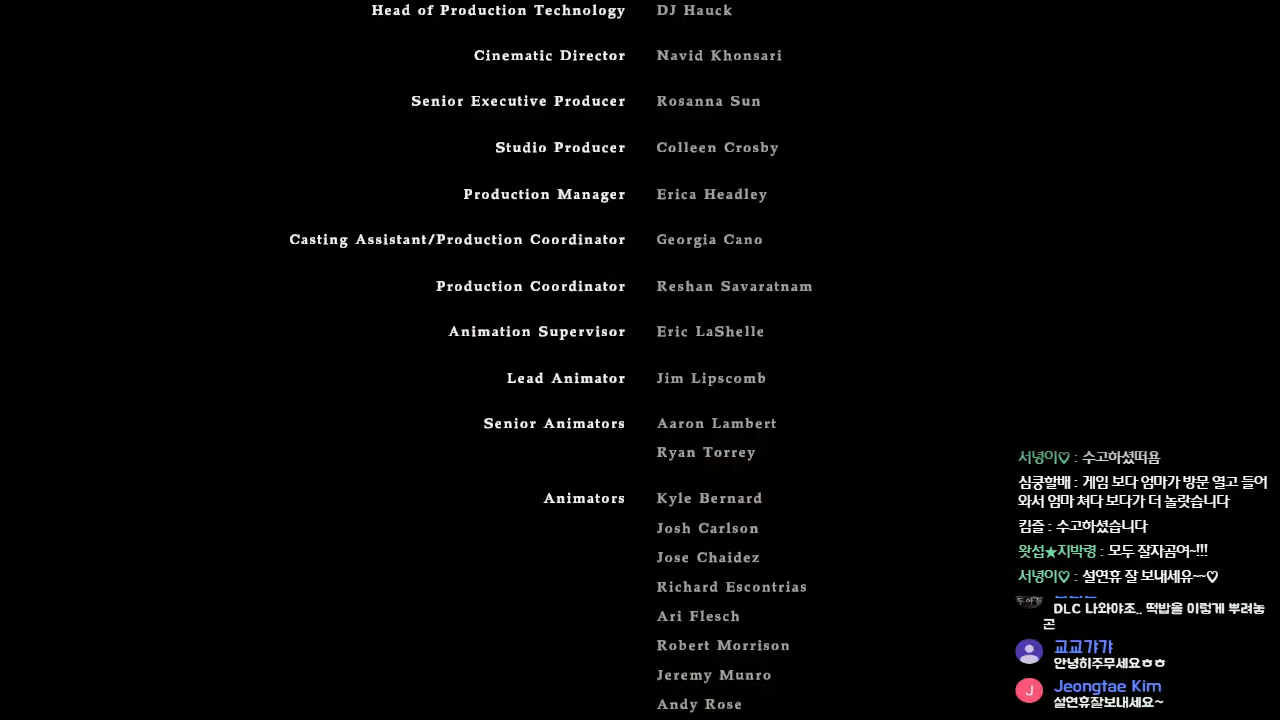 Head of Production Technology DJ Hauck
Cinematic Director Navid Khonsari
Senior Executive Producer Rosanna Sun
Studio Producer Colleen Crosby
Production Manager Erica Headley
Casting Assistant/Production Coordinator Georgia Cano
Production Coordinator Reshan Savaratnam
Animation Supervisor Eric LaShelle
Lead Animator Jim Lipscomb
Senior Animators Aaron Lambert
Ryan Torrey
Animators Kyle Bernard
Josh Carlson
Jose Chaidez
Richard Escontrias
Ari Flesch
Robert Morrison
Jeremy Munro
Andy Rose
서녕이♡ : 수고하셨떠욤
심쿵할배 : 게임 보다 엄마가 방문 열고 들어
와서 엄마 쳐다 보다가 더 놀랏습니다
킴즐 : 수고하셨습니다
왓섭★지박령 : 모두 잘자곰여~!!!
서녕이♡ : 설연휴 잘 보내세요~~♡
DLC 나와야조.. 떡밥을 이렇게 뿌려놓
곤
교교갸갸
안녕히주무세요ㅎㅎ
J Jeongtae Kim
설연휴잘보내세요~